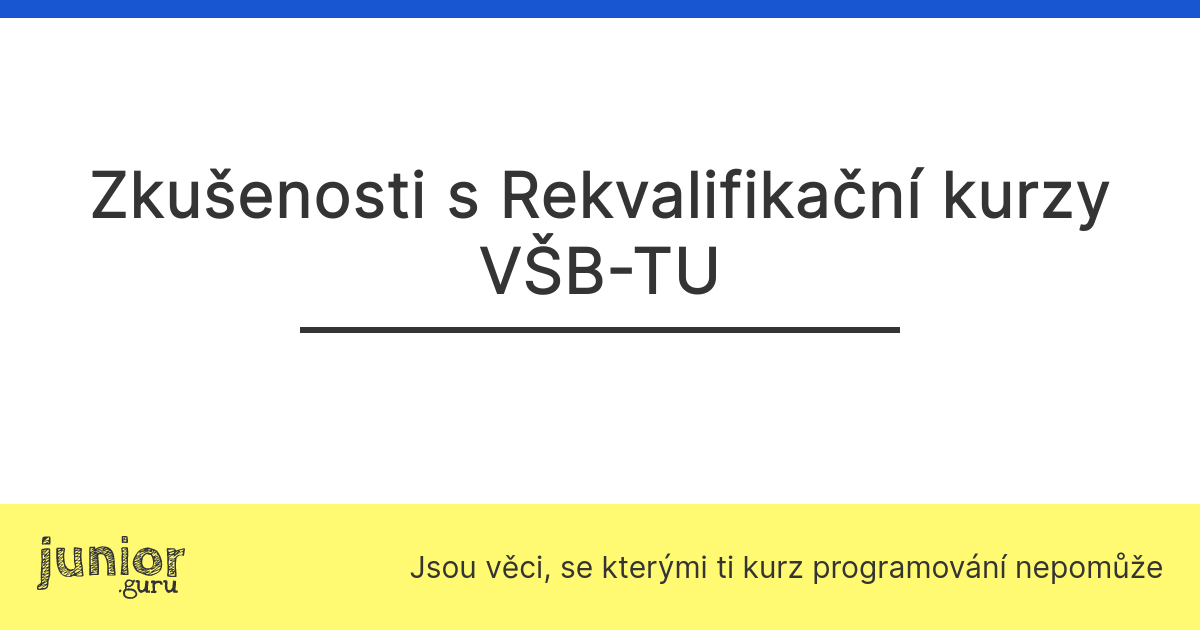 Zkušenosti s Rekvalifikační kurzy
VŠB-TU
junior
.guru
Jsou věci, se kterými ti kurz programování nepomůže